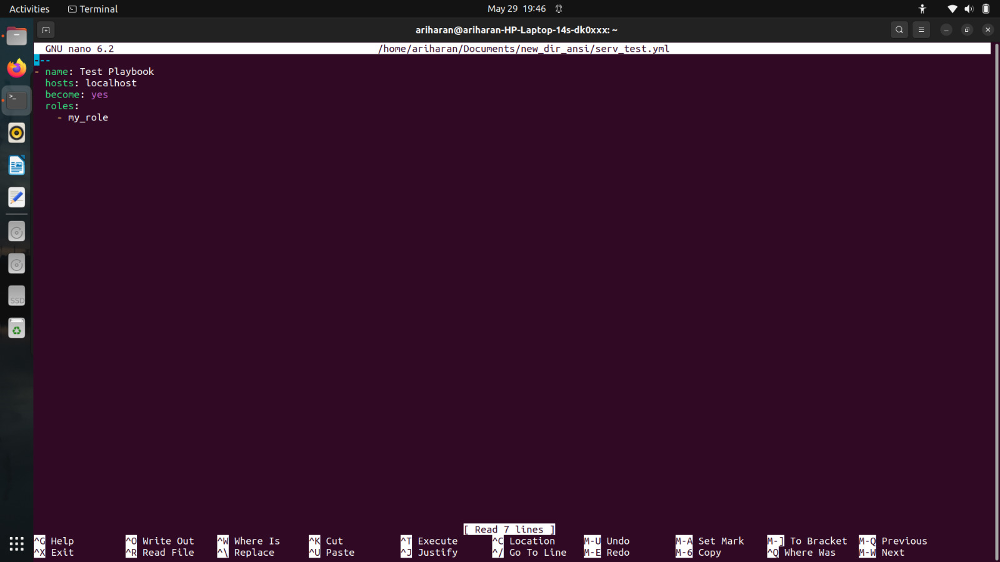 Activities Terminal May 29 19:46
ariharan@ariharan-HP-Laptop-14s-dk0xxx: ~
GNU nano 6.2 /home/ariharan/Documents/new_dir_ansi/serv_test.yml
---
- name: Test Playbook
  hosts: localhost
  become: yes
  roles:
    - my_role
SSD
[ Read 7 lines ]
^G Help ^O Write Out ^W Where Is ^K Cut ^T Execute ^C Location M-U Undo M-A Set Mark M-] To Bracket M-Q Previous
^X Exit ^R Read File ^\ Replace ^U Paste ^J Justify ^/ Go To Line M-E Redo M-6 Copy ^Q Where Was M-W Next